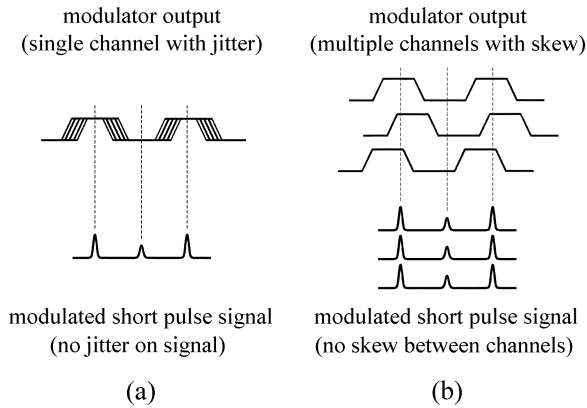 modulator output
(single channel with jitter)
modulated short pulse signal
(no jitter on signal)
(a)
modulator output
(multiple channels with skew)
modulated short pulse signal
(no skew between channels)
(b)